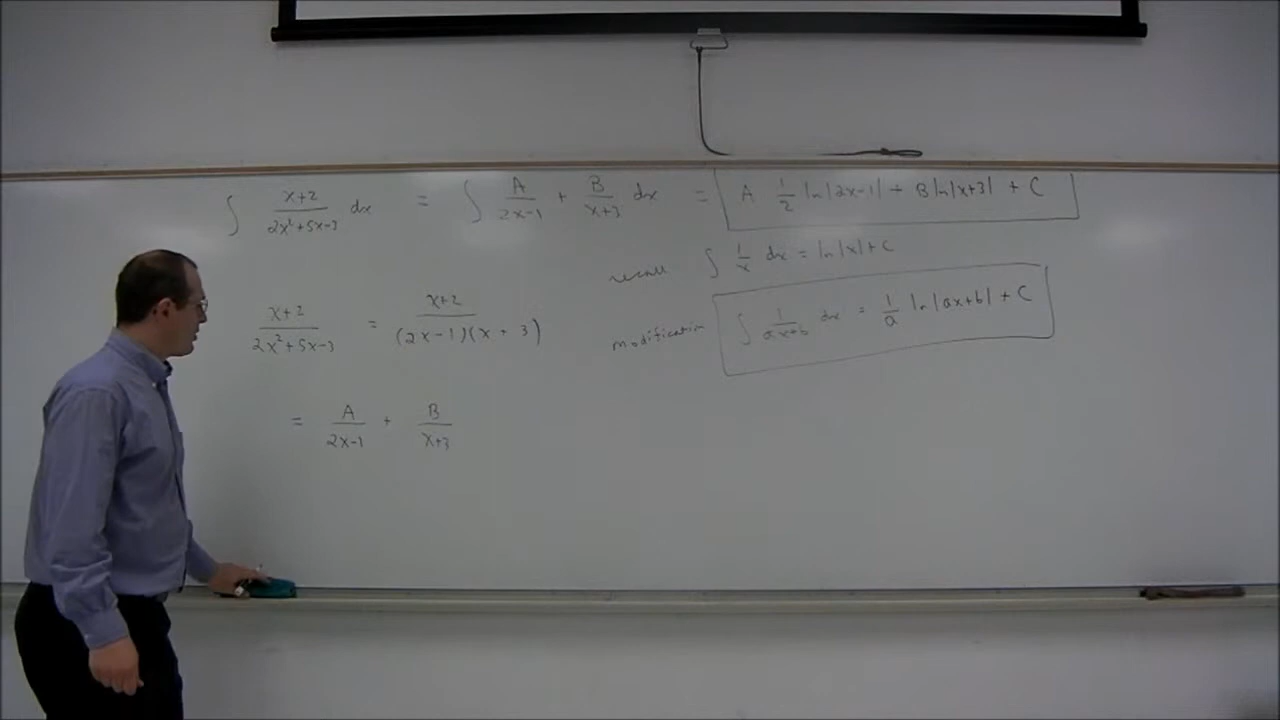 ∫ x+2 / 2x²+5x-3 dx = ∫ A / 2x-1 + B / x+3 dx = A 1/2 ln|2x-1| + B ln|x+3| + C
recall ∫ 1/x dx = ln|x| + C
x+2 / 2x²+5x-3 = x+2 / (2x-1)(x+3)
modification ∫ 1 / ax+b dx = 1/a ln|ax+b| + C
= A / 2x-1 + B / x+3